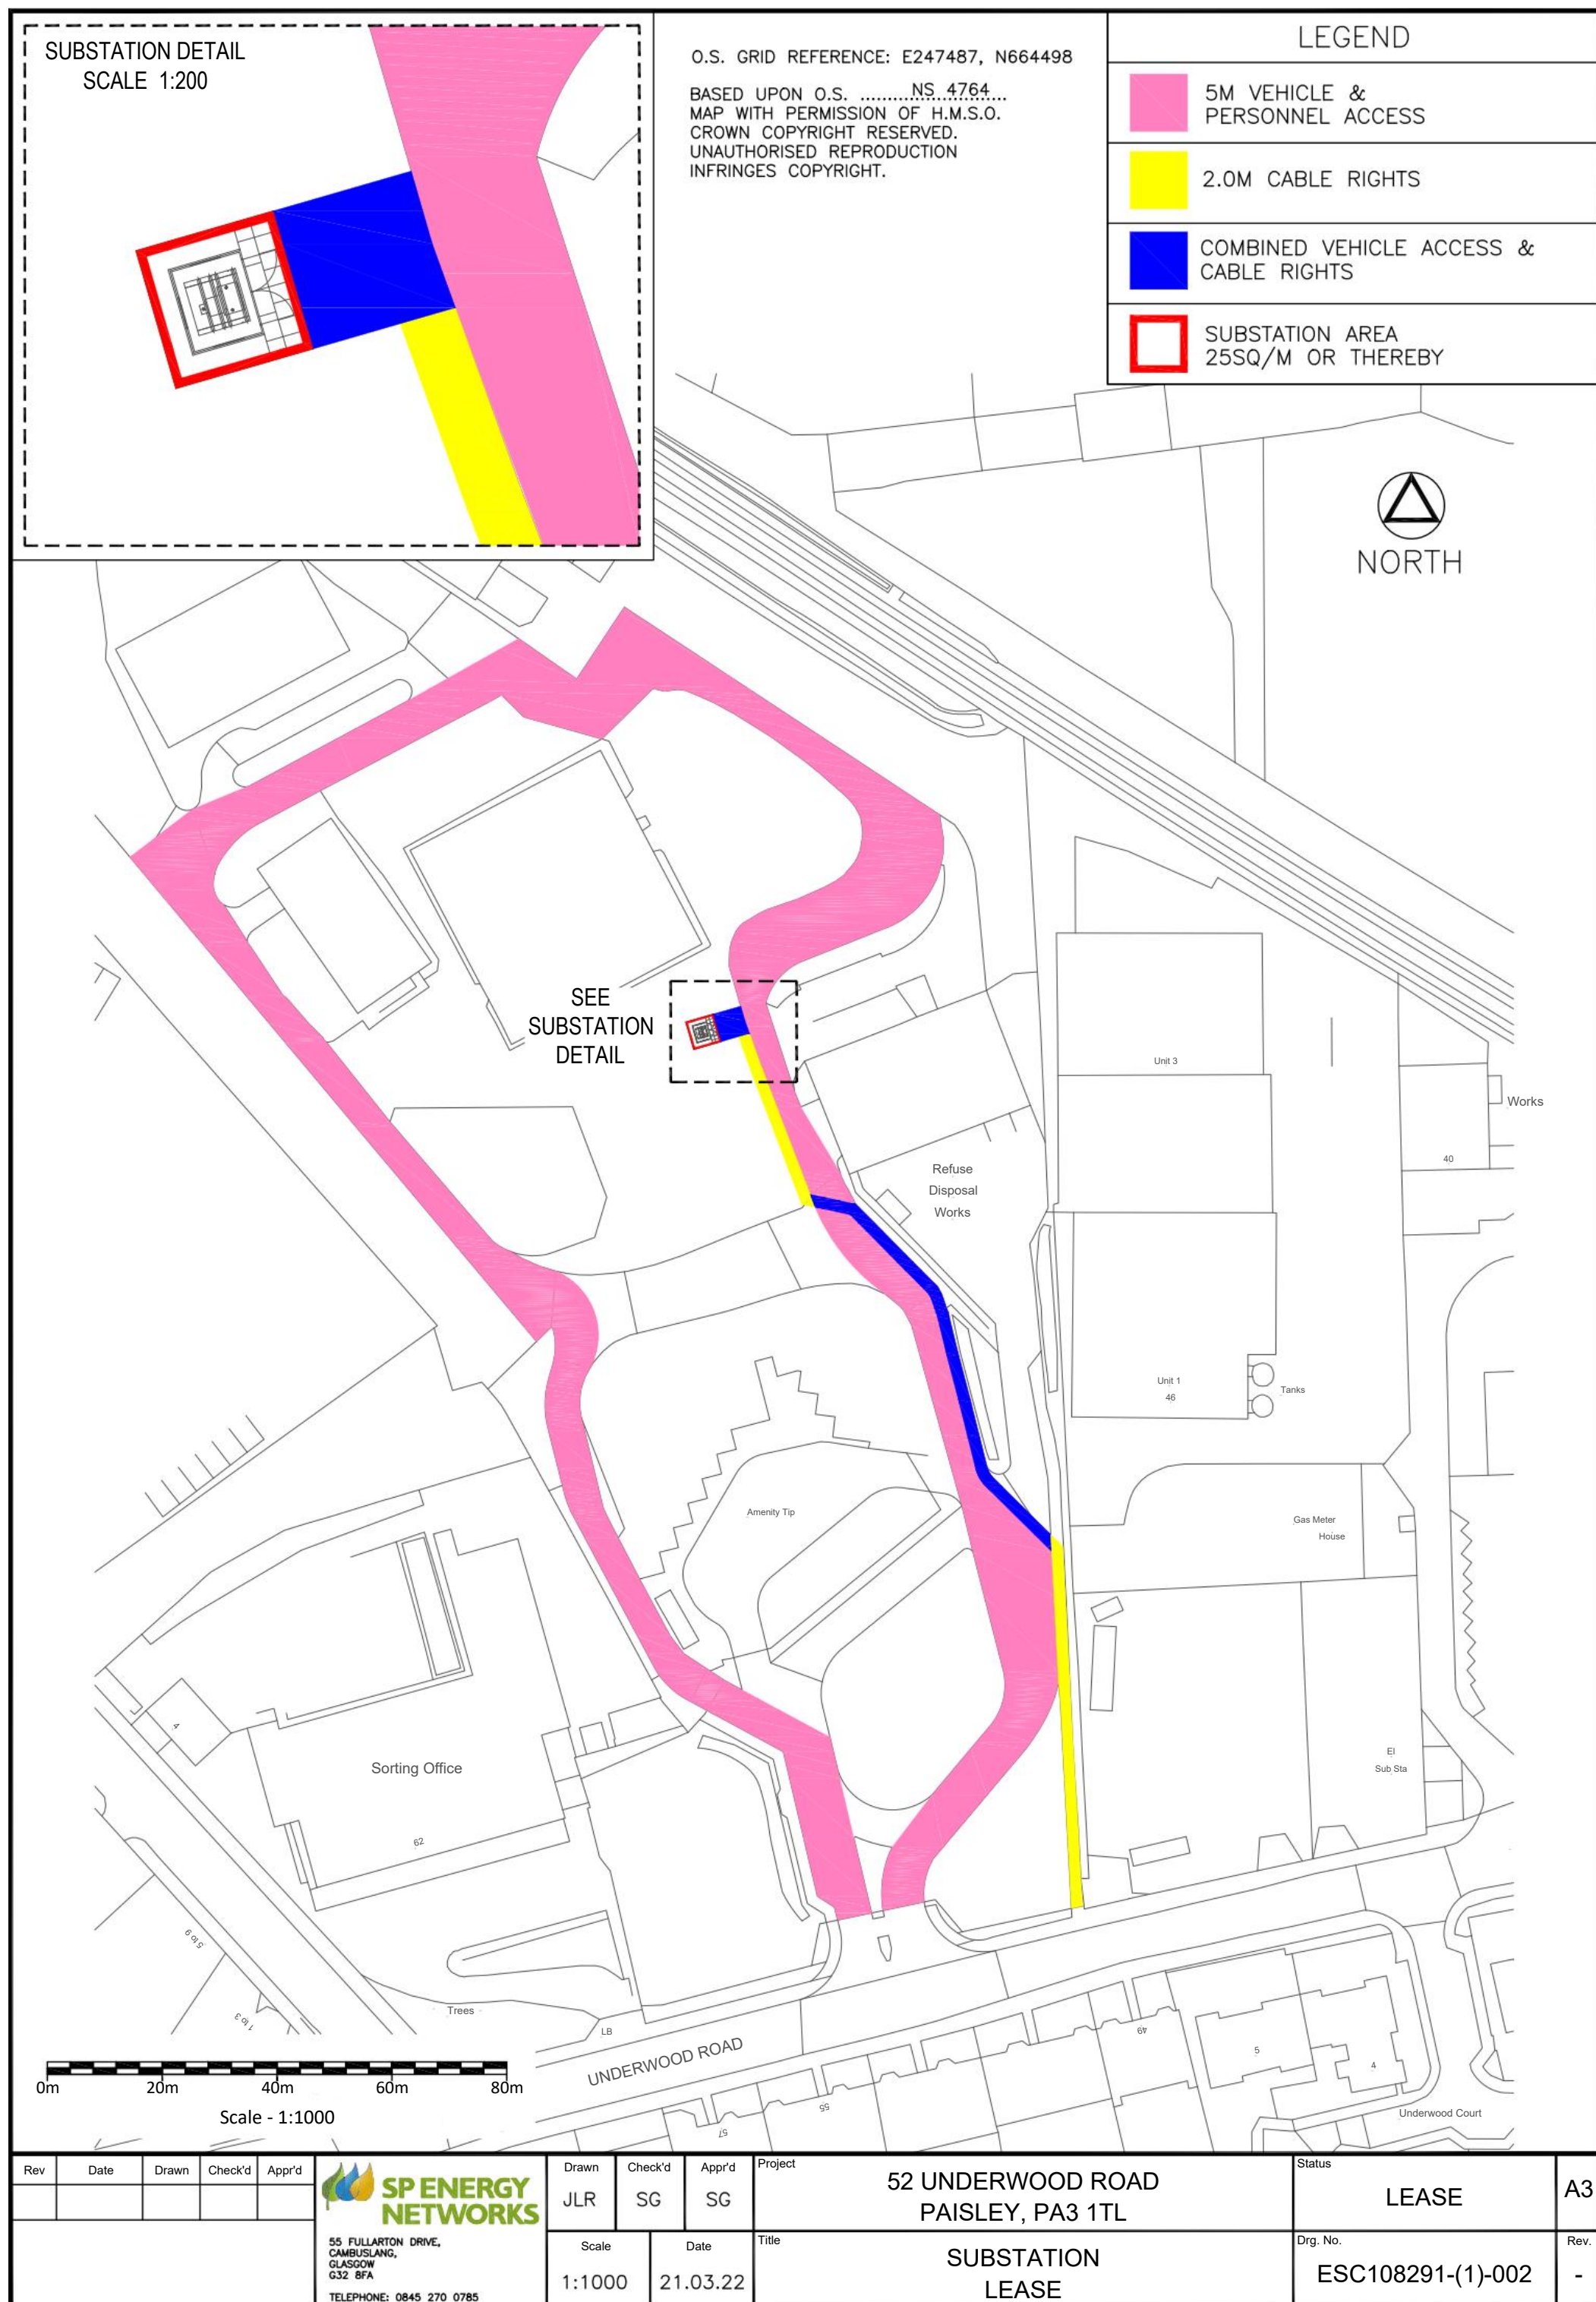 SUBSTATION DETAIL
SCALE 1:200
O.S. GRID REFERENCE: E247487, N664498
BASED UPON O.S. .........NS 4764...
MAP WITH PERMISSION OF H.M.S.O.
CROWN COPYRIGHT RESERVED.
UNAUTHORISED REPRODUCTION
INFRINGES COPYRIGHT.
LEGEND
5M VEHICLE &
PERSONNEL ACCESS
2.0M CABLE RIGHTS
COMBINED VEHICLE ACCESS &
CABLE RIGHTS
SUBSTATION AREA
25SQ/M OR THEREBY
NORTH
SEE
SUBSTATION
DETAIL
Unit 3
Works
40
Refuse
Disposal
Works
Unit 1
46
Tanks
Amenity Tip
Gas Meter
House
El
Sub Sta
4
Sorting Office
62
5 to 9
1 to 3
Trees
LB
UNDERWOOD ROAD
49
5
4
55
57
Underwood Court
0m 20m 40m 60m 80m
Scale - 1:1000
Rev Date Drawn Check'd Appr'd
SP ENERGY
NETWORKS
55 FULLARTON DRIVE,
CAMBUSLANG,
GLASGOW
G32 8FA
TELEPHONE: 0845 270 0785
Drawn Check'd Appr'd
JLR SG SG
Scale Date
1:1000 21.03.22
Project
52 UNDERWOOD ROAD
PAISLEY, PA3 1TL
Title
SUBSTATION
LEASE
Status
LEASE
A3
Drg. No.
ESC108291-(1)-002
Rev.
-